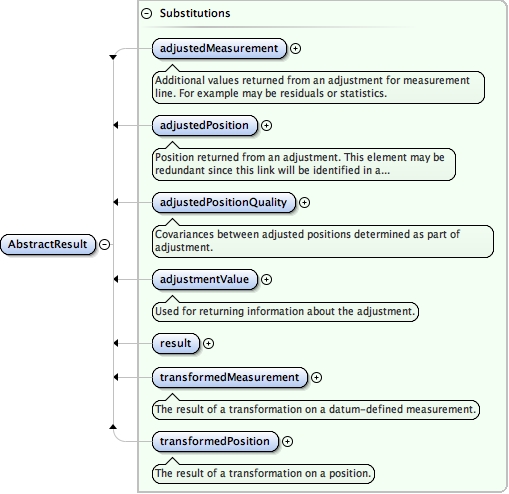 Substitutions
adjustedMeasurement
Additional values returned from an adjustment for measurement
line. For example may be residuals or statistics.
adjustedPosition
Position returned from an adjustment. This element may be
redundant since this link will be identified in a...
adjustedPositionQuality
Covariances between adjusted positions determined as part of
adjustment.
AbstractResult
adjustmentValue
Used for returning information about the adjustment.
result
transformedMeasurement
The result of a transformation on a datum-defined measurement.
transformedPosition
The result of a transformation on a position.